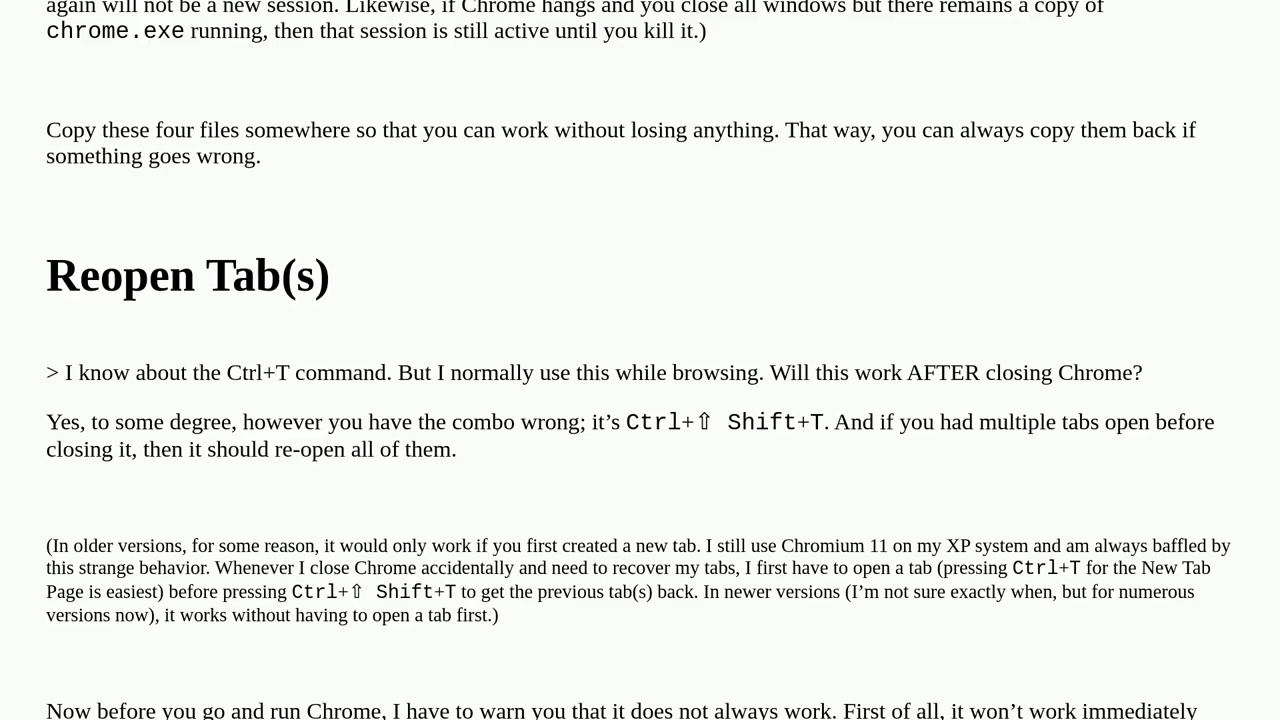 again will not be a new session. Likewise, if Chrome hangs and you close all windows but there remains a copy of
chrome.exe running, then that session is still active until you kill it.)
Copy these four files somewhere so that you can work without losing anything. That way, you can always copy them back if
something goes wrong.
Reopen Tab(s)
> I know about the Ctrl+T command. But I normally use this while browsing. Will this work AFTER closing Chrome?
Yes, to some degree, however you have the combo wrong; it’s Ctrl+⇧ Shift+T. And if you had multiple tabs open before
closing it, then it should re-open all of them.
(In older versions, for some reason, it would only work if you first created a new tab. I still use Chromium 11 on my XP system and am always baffled by
this strange behavior. Whenever I close Chrome accidentally and need to recover my tabs, I first have to open a tab (pressing Ctrl+T for the New Tab
Page is easiest) before pressing Ctrl+⇧ Shift+T to get the previous tab(s) back. In newer versions (I’m not sure exactly when, but for numerous
versions now), it works without having to open a tab first.)
Now before you go and run Chrome, I have to warn you that it does not always work. First of all, it won’t work immediately